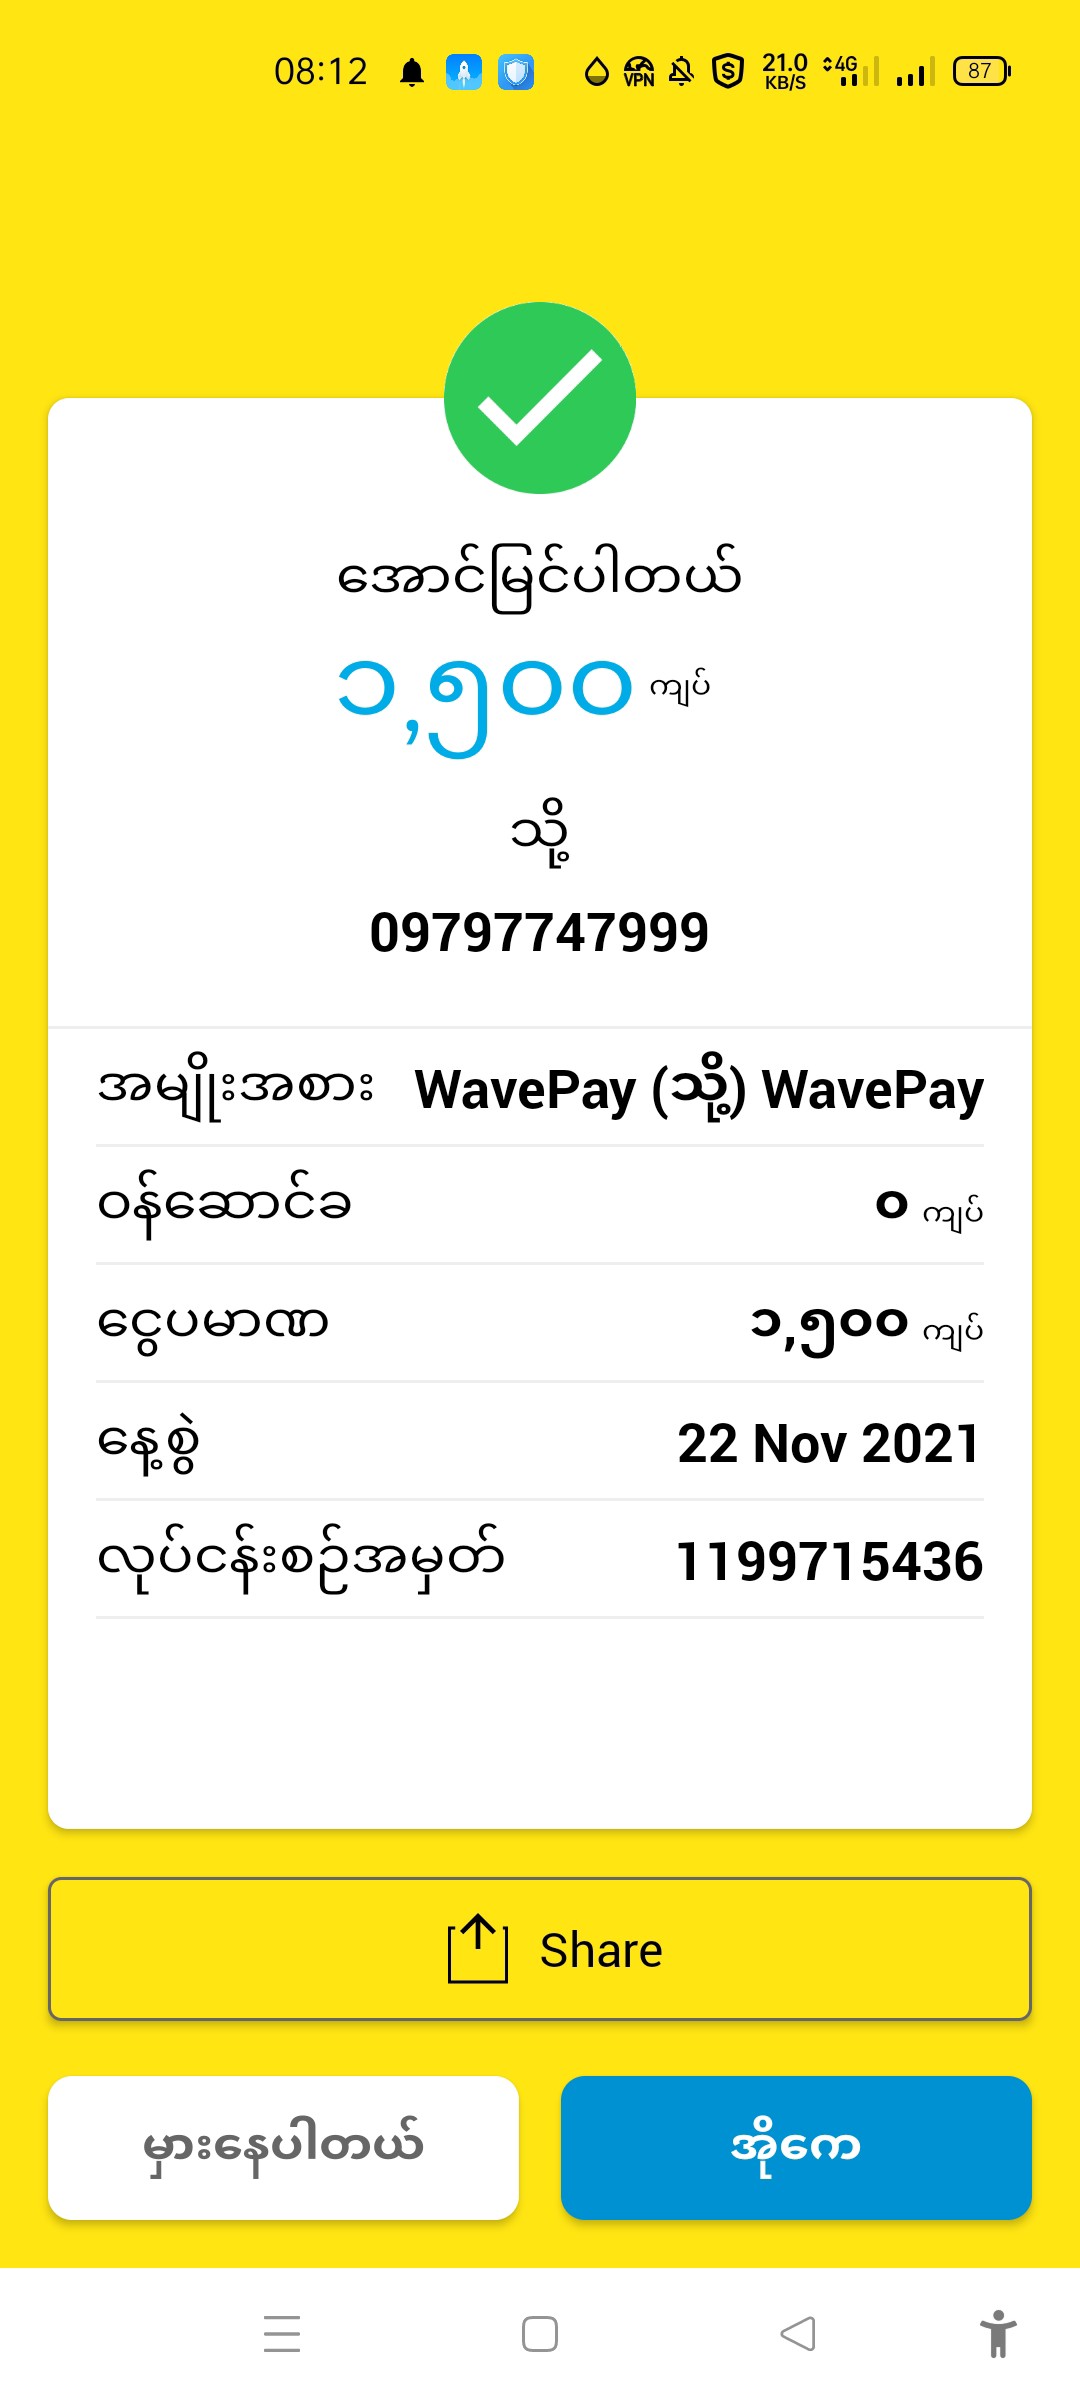 08:12 VPN 21.0 KB/S 4G 87
အောင်မြင်ပါတယ်
၁,၅၀၀ ကျပ်
သို့
09797747999
အမျိုးအစား WavePay (သို့) WavePay
ဝန်ဆောင်ခ ၀ ကျပ်
ငွေပမာဏ ၁,၅၀၀ ကျပ်
နေ့စွဲ 22 Nov 2021
လုပ်ငန်းစဉ်အမှတ် 1199715436
Share
မှားနေပါတယ် အိုကေ